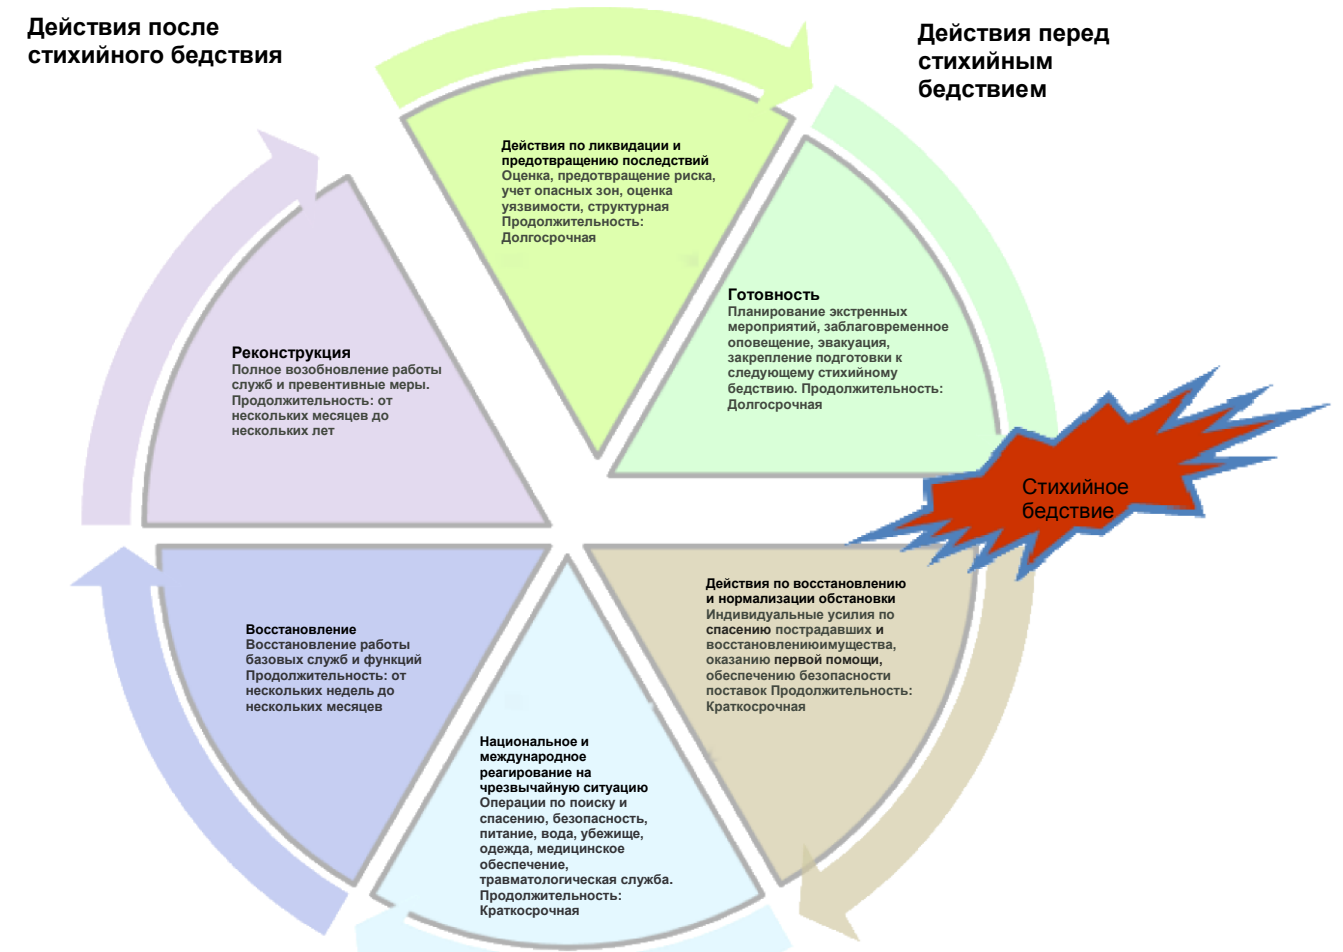 Действия после
стихийного бедствия
Действия перед
стихийным
бедствием
Действия по ликвидации и
предотвращению последствий
Оценка, предотвращение риска,
учет опасных зон, оценка
уязвимости, структурная
Продолжительность:
Долгосрочная
Готовность
Планирование экстренных
мероприятий, заблаговременное
оповещение, эвакуация,
закрепление подготовки к
следующему стихийному
бедствию. Продолжительность:
Долгосрочная
Стихийное
бедствие
Действия по восстановлению
и нормализации обстановки
Индивидуальные усилия по
спасению пострадавших и
восстановлениюимущества,
оказанию первой помощи,
обеспечению безопасности
поставок Продолжительность:
Краткосрочная
Национальное и
международное
реагирование на
чрезвычайную ситуацию
Операции по поиску и
спасению, безопасность,
питание, вода, убежище,
одежда, медицинское
обеспечение,
травматологическая служба.
Продолжительность:
Краткосрочная
Восстановление
Восстановление работы
базовых служб и функций
Продолжительность: от
нескольких недель до
нескольких месяцев
Реконструкция
Полное возобновление работы
служб и превентивные меры.
Продолжительность: от
нескольких месяцев до
нескольких лет